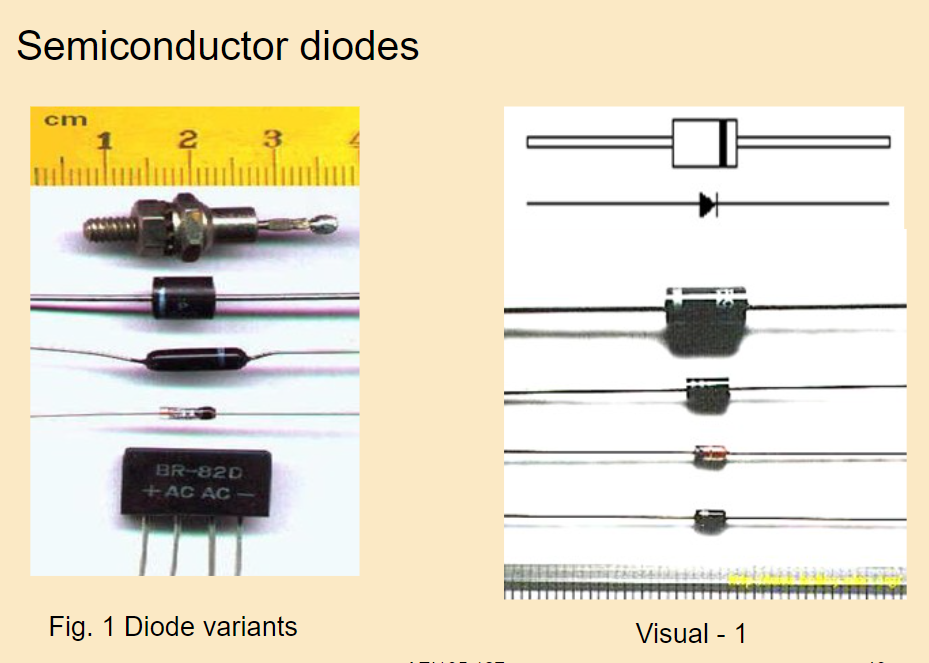 Semiconductor diodes
cm
1 2 3 4
BR-82D
+ AC AC −
Fig. 1 Diode variants
Visual - 1